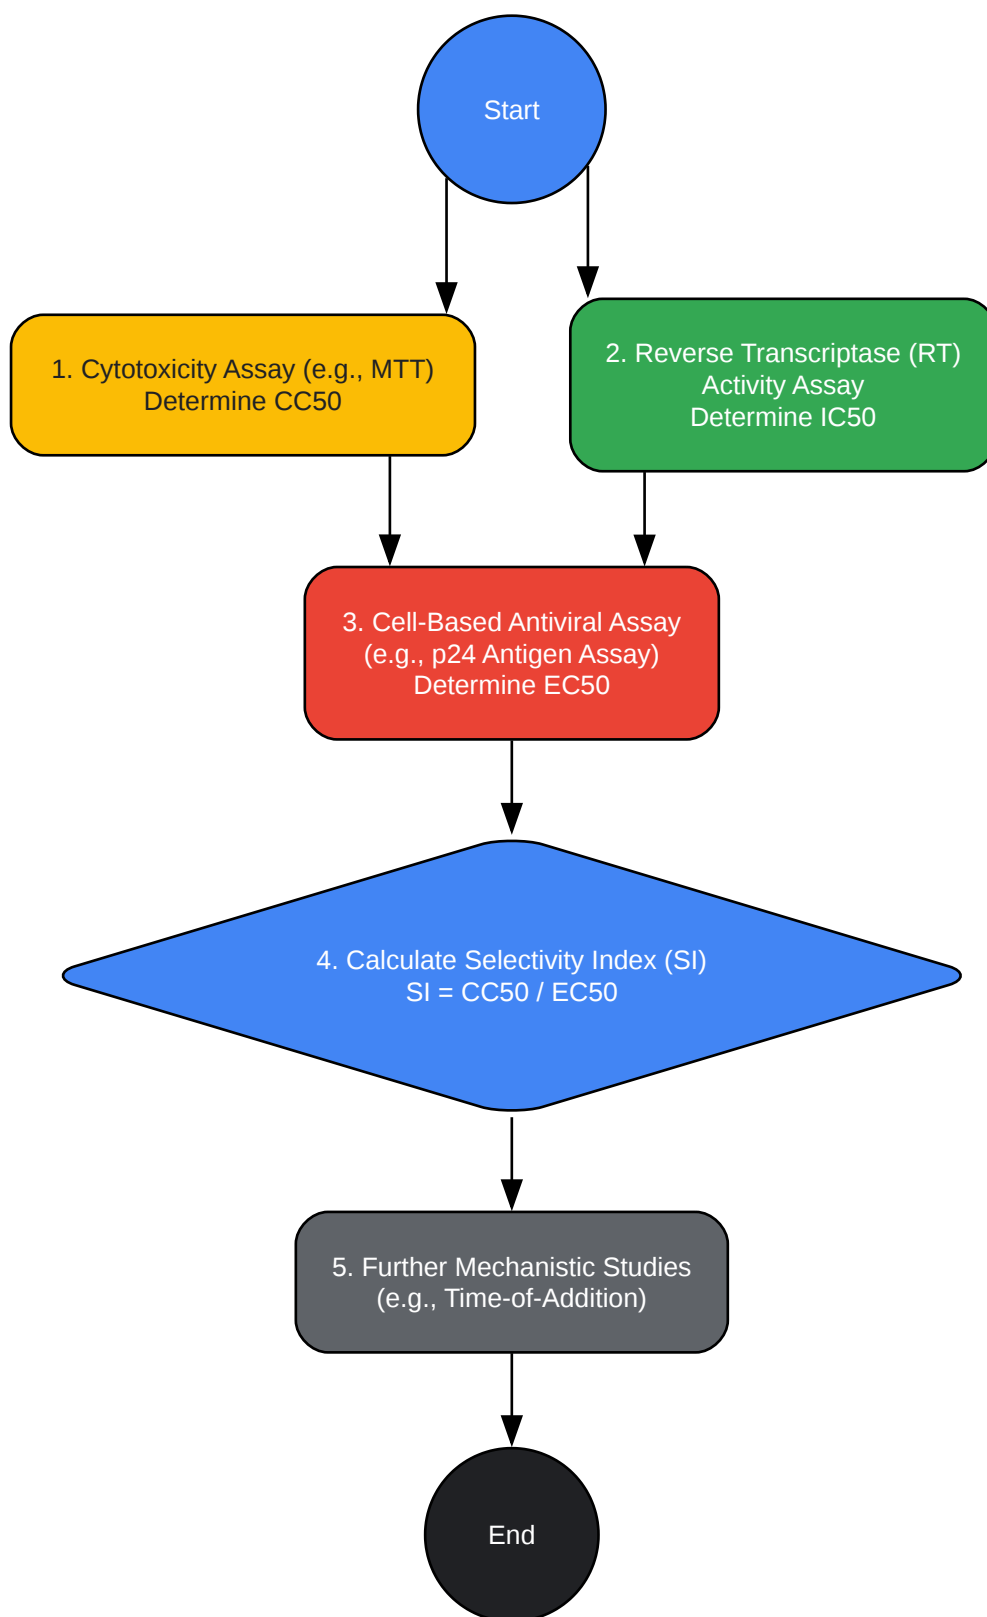 Start
1. Cytotoxicity Assay (e.g., MTT)
Determine CC50
2. Reverse Transcriptase (RT)
Activity Assay
Determine IC50
3. Cell-Based Antiviral Assay
(e.g., p24 Antigen Assay)
Determine EC50
4. Calculate Selectivity Index (SI)
SI = CC50 / EC50
5. Further Mechanistic Studies
(e.g., Time-of-Addition)
End